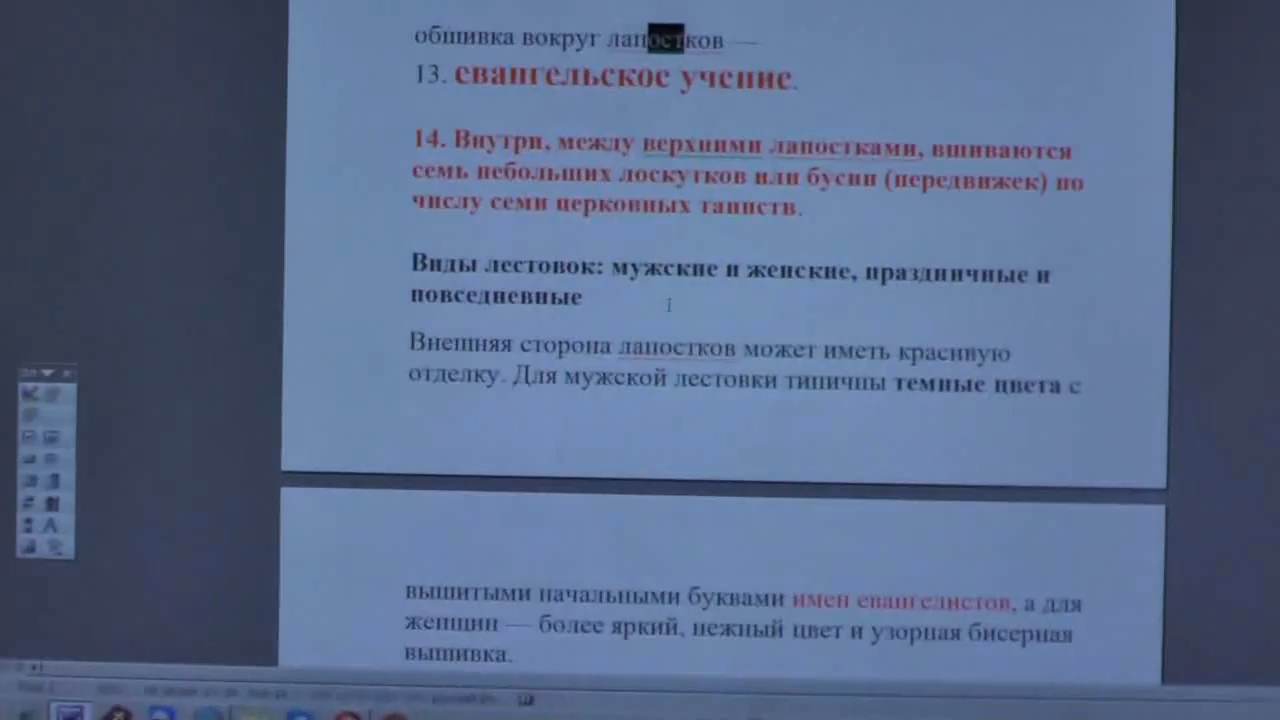 обшивка вокруг лапостков —
13. евангельское учение.
14. Внутри, между верхними лапостками, вшиваются
семь небольших лоскутков или бусин (передвижек) по
числу семи церковных таинств.
Виды лестовок: мужские и женские, праздничные и
повседневные
Внешняя сторона лапостков может иметь красивую
отделку. Для мужской лестовки типичны темные цвета с
вышитыми начальными буквами имен евангелистов, а для
женщин — более яркий, нежный цвет и узорная бисерная
вышивка.